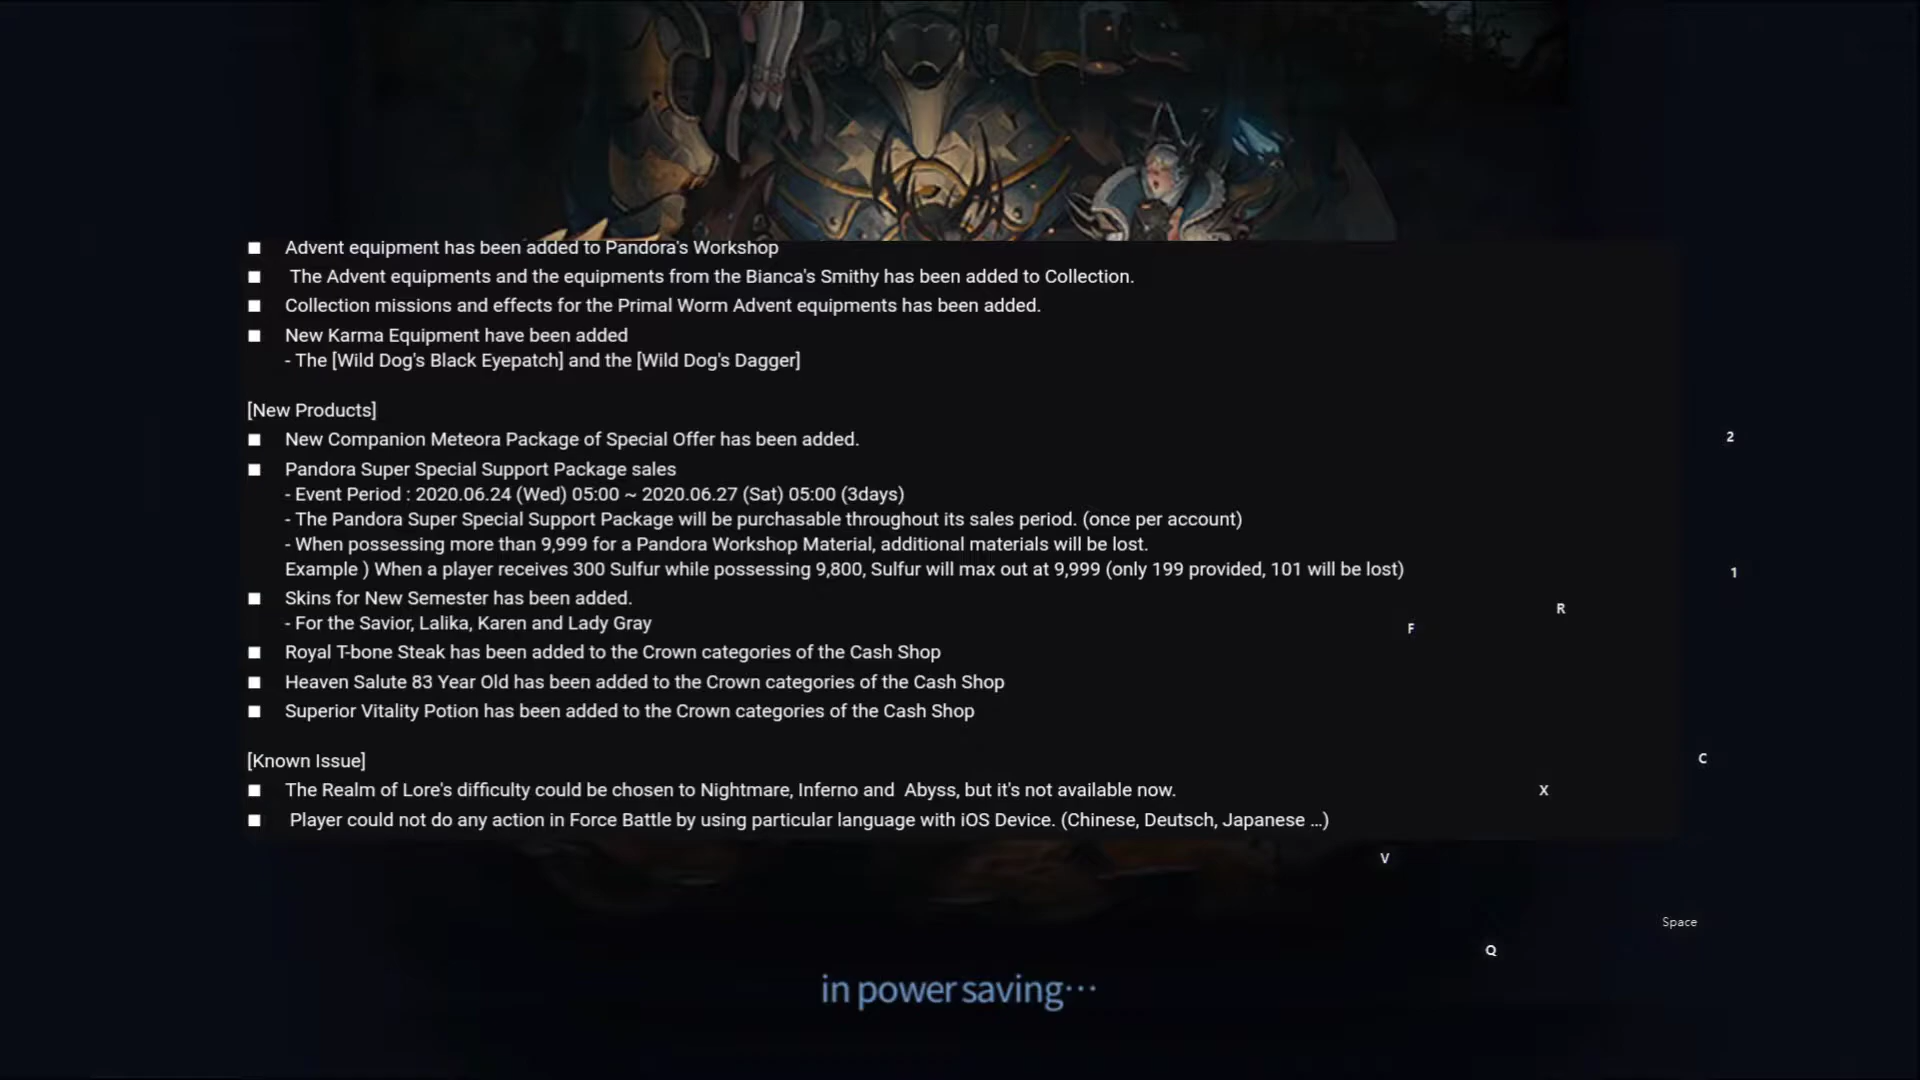 ■ Advent equipment has been added to Pandora's Workshop
■ The Advent equipments and the equipments from the Bianca's Smithy has been added to Collection.
■ Collection missions and effects for the Primal Worm Advent equipments has been added.
■ New Karma Equipment have been added
- The [Wild Dog's Black Eyepatch] and the [Wild Dog's Dagger]
[New Products]
■ New Companion Meteora Package of Special Offer has been added.
2
■ Pandora Super Special Support Package sales
- Event Period : 2020.06.24 (Wed) 05:00 ~ 2020.06.27 (Sat) 05:00 (3days)
- The Pandora Super Special Support Package will be purchasable throughout its sales period. (once per account)
- When possessing more than 9,999 for a Pandora Workshop Material, additional materials will be lost.
Example ) When a player receives 300 Sulfur while possessing 9,800, Sulfur will max out at 9,999 (only 199 provided, 101 will be lost)
1
■ Skins for New Semester has been added.
R
- For the Savior, Lalika, Karen and Lady Gray
F
■ Royal T-bone Steak has been added to the Crown categories of the Cash Shop
■ Heaven Salute 83 Year Old has been added to the Crown categories of the Cash Shop
■ Superior Vitality Potion has been added to the Crown categories of the Cash Shop
[Known Issue]
C
■ The Realm of Lore's difficulty could be chosen to Nightmare, Inferno and  Abyss, but it's not available now.
X
■ Player could not do any action in Force Battle by using particular language with iOS Device. (Chinese, Deutsch, Japanese ...)
V
Space
Q
in power saving···